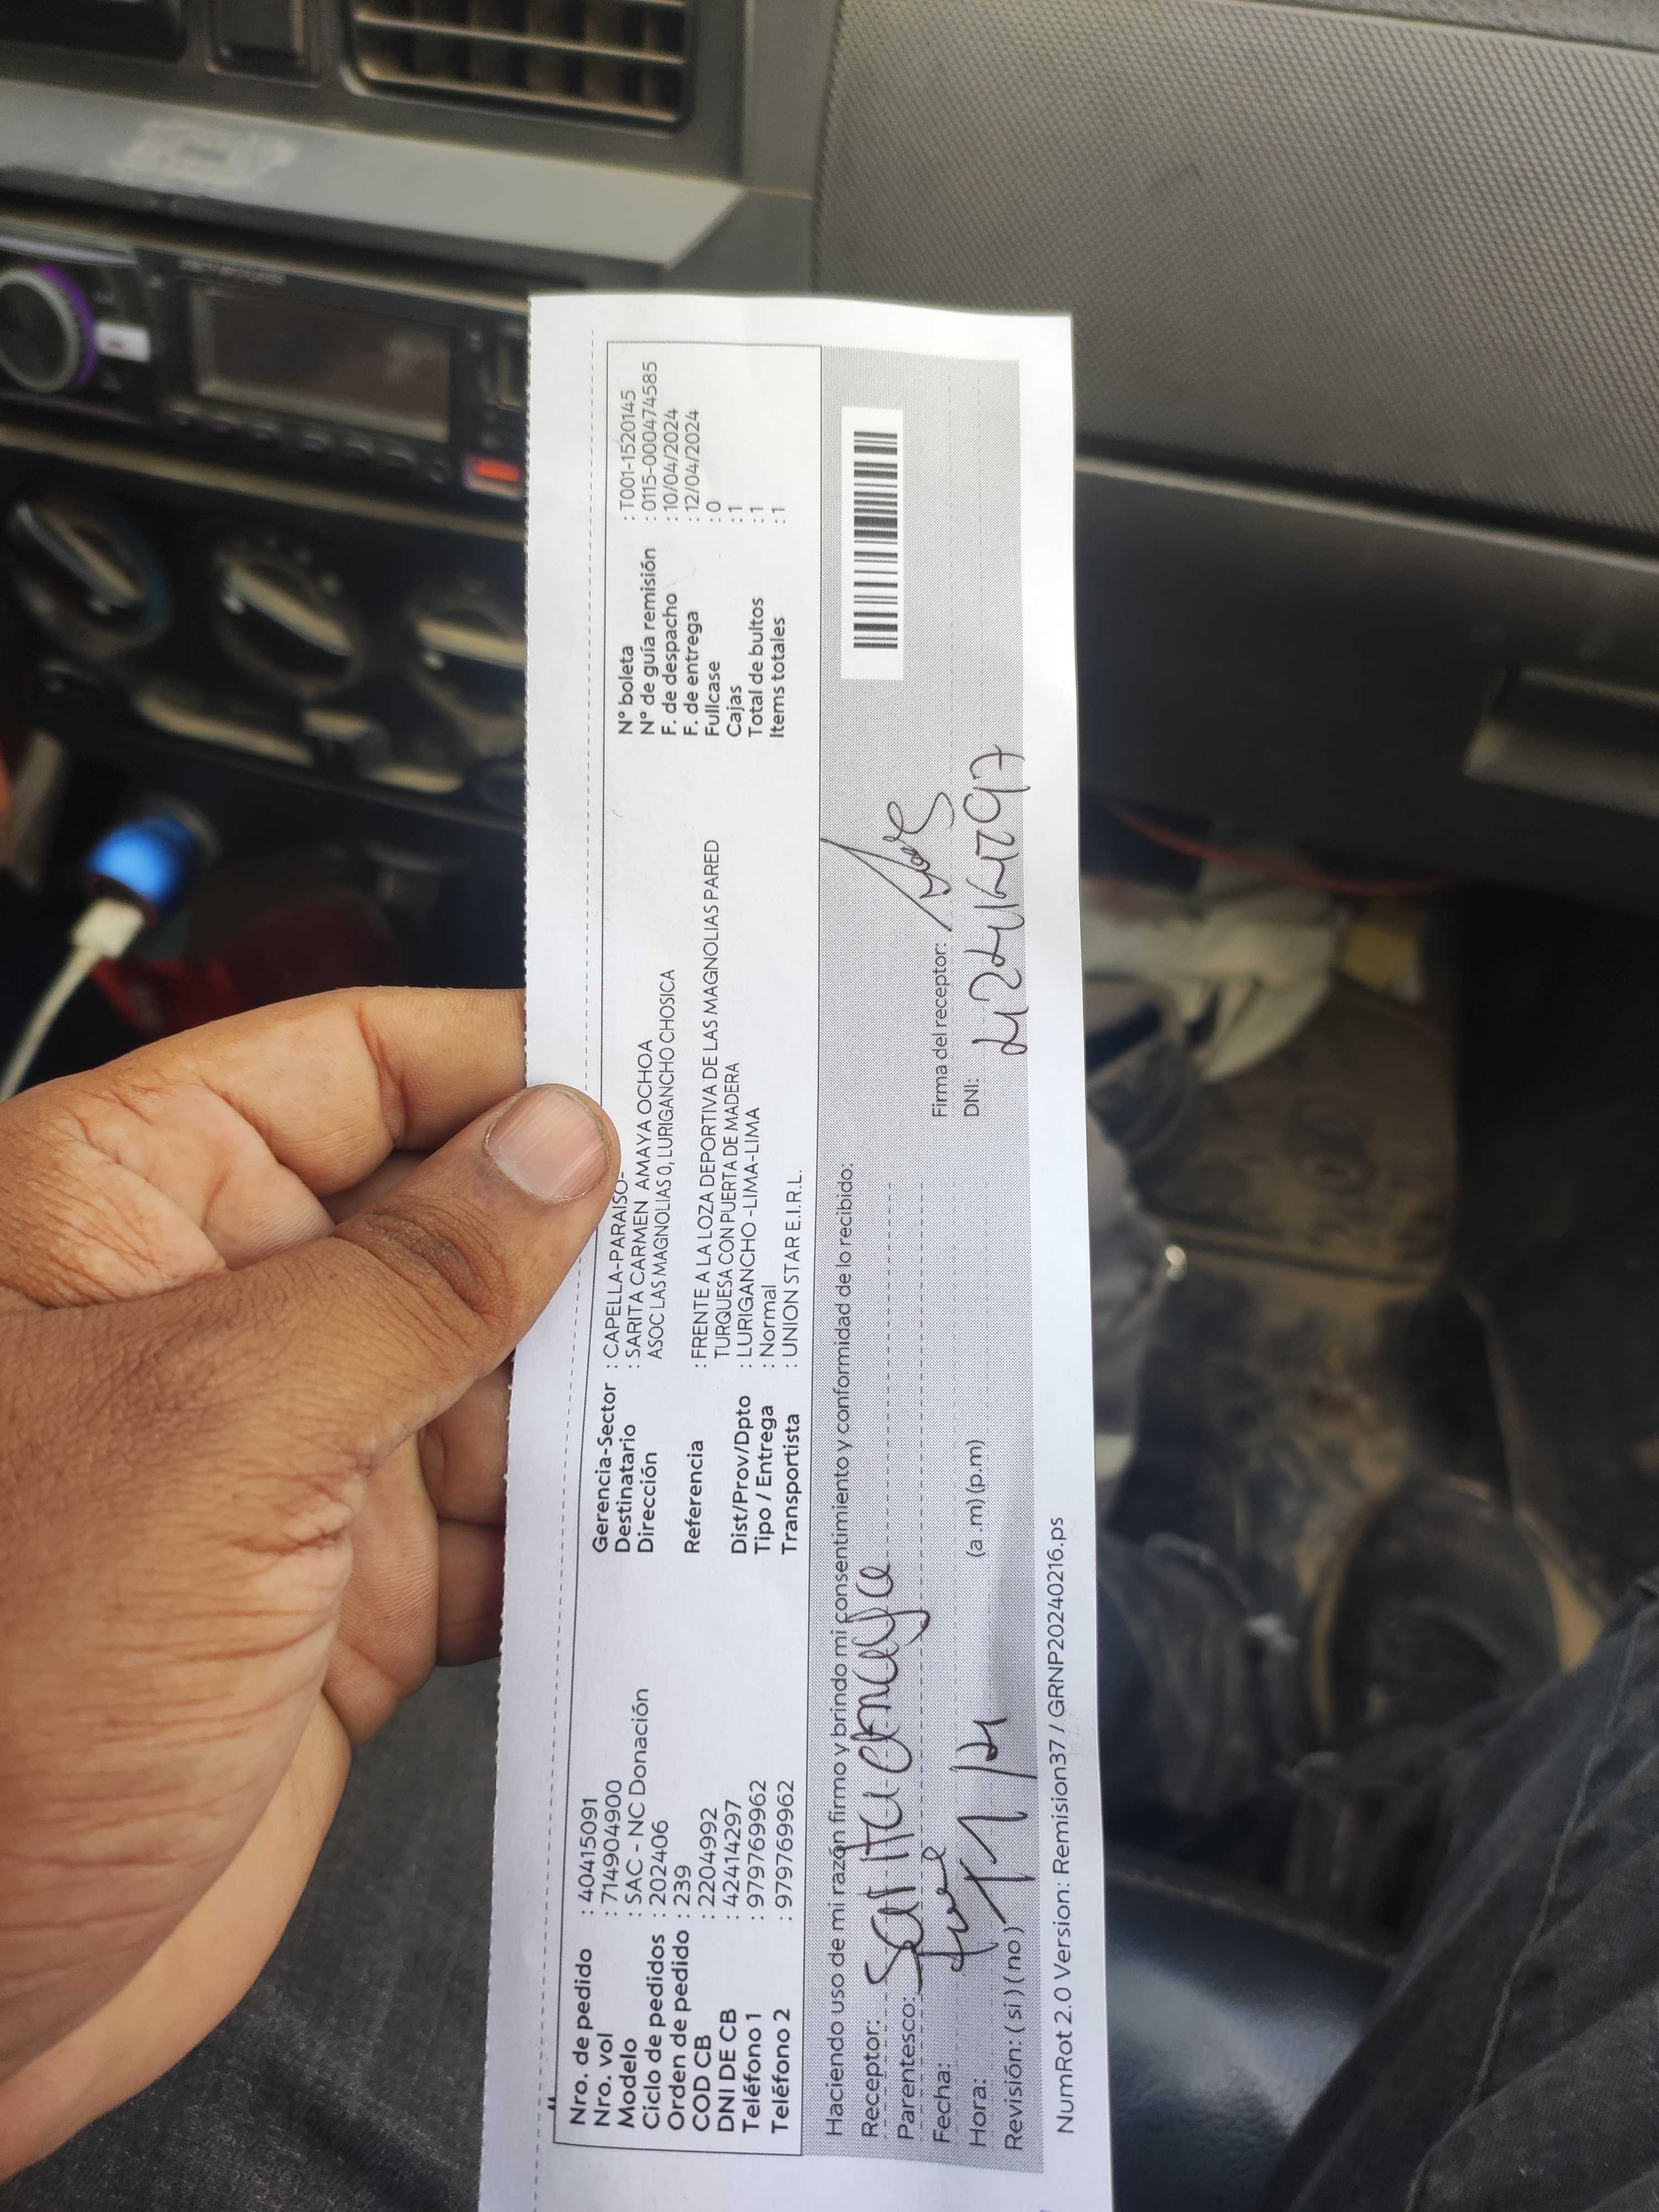 Nro. de pedido : 40415091
Nro. vol : 714904900
Modelo : SAC - NC Donación
Ciclo de pedidos : 202406
Orden de pedido : 239
COD CB : 2204992
DNI DE CB : 42414297
Teléfono 1 : 979769962
Teléfono 2 : 979769962
Gerencia-Sector : CAPELLA-PARAISO-
Destinatario : SARITA CARMEN AMAYA OCHOA
Dirección ASOC LAS MAGNOLIAS 0, LURIGANCHO CHOSICA
Referencia : FRENTE A LA LOZA DEPORTIVA DE LAS MAGNOLIAS PARED
TURQUESA CON PUERTA DE MADERA
Dist/Prov/Dpto : LURIGANCHO -LIMA-LIMA
Tipo / Entrega : Normal
Transportista : UNION STAR E.I.R.L.
N° boleta : T001-1520145
N° de guía remisión : 0115-000474585
F. de despacho : 10/04/2024
F. de entrega : 12/04/2024
Fullcase : 0
Cajas : 1
Total de bultos : 1
Items totales : 1
Haciendo uso de mi razón firmo y brindo mi consentimiento y conformidad de lo recibido:
Receptor: Sarita
Parentesco:
Fecha:
Hora: (a .m) (p.m)
Revisión: ( si ) ( no )
Firma del receptor:
DNI: 42414297
NumRot 2.0 Version: Remision37 / GRNP20240216.ps